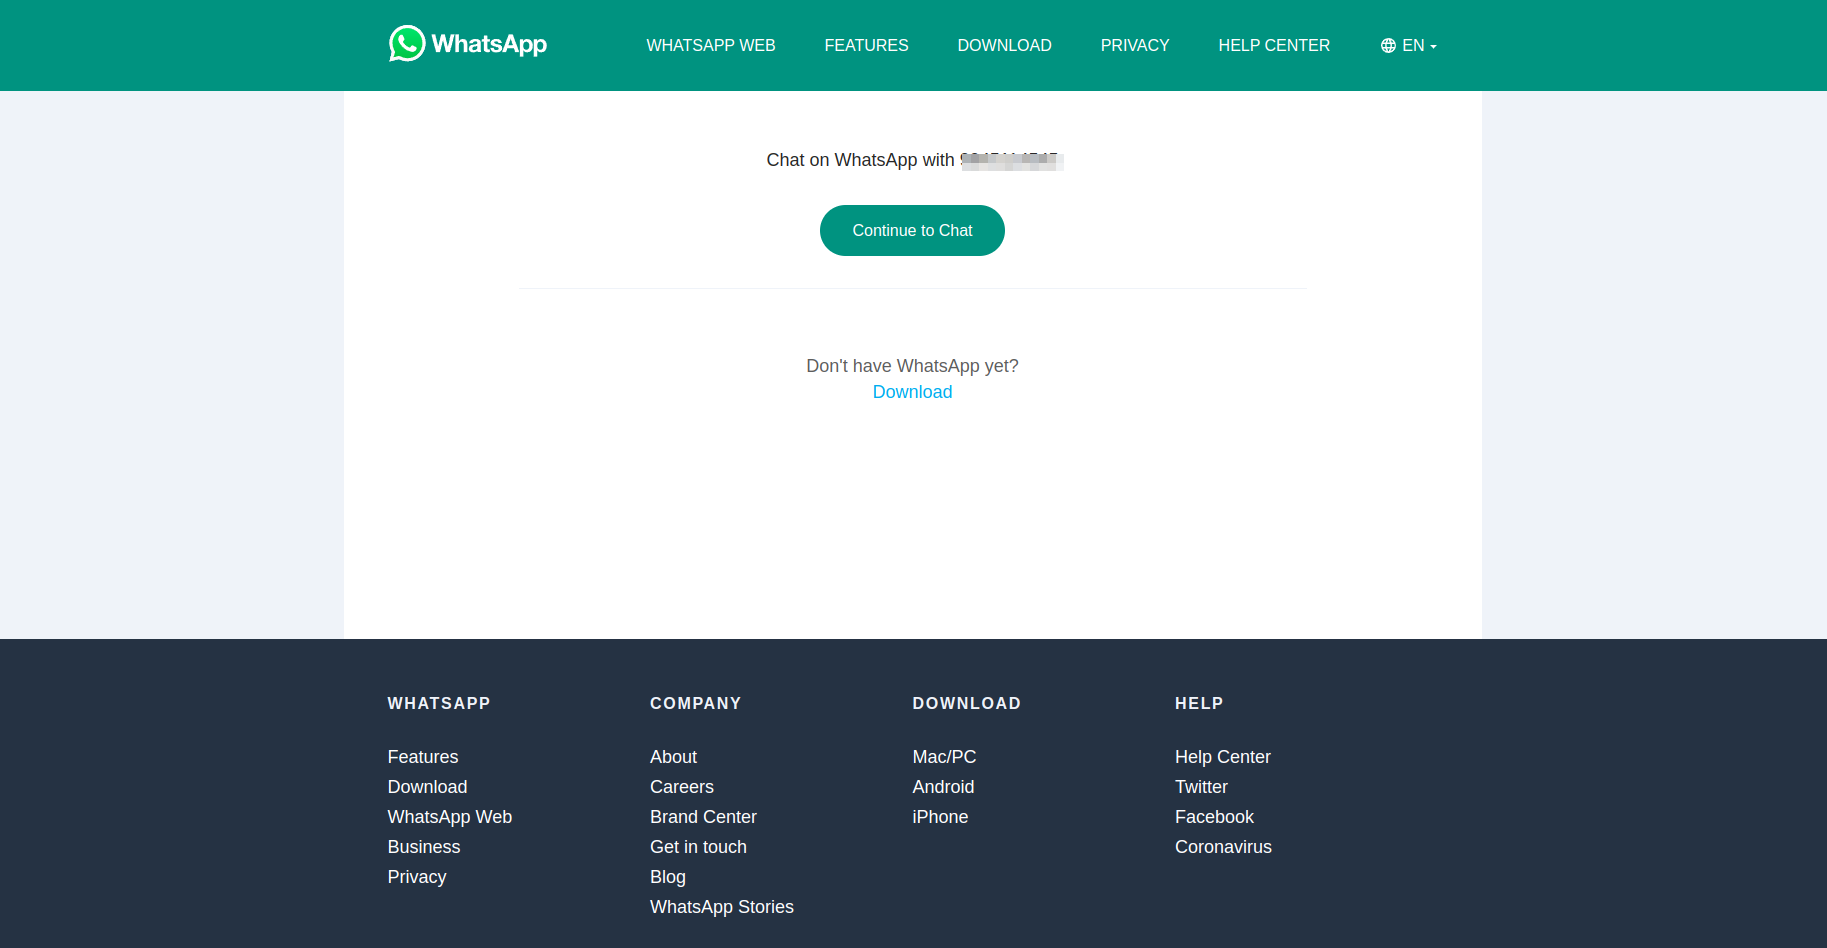 WhatsApp
WHATSAPP WEB
FEATURES
DOWNLOAD
PRIVACY
HELP CENTER
EN
Chat on WhatsApp with
Continue to Chat
Don't have WhatsApp yet?
Download
WHATSAPP
Features
Download
WhatsApp Web
Business
Privacy
COMPANY
About
Careers
Brand Center
Get in touch
Blog
WhatsApp Stories
DOWNLOAD
Mac/PC
Android
iPhone
HELP
Help Center
Twitter
Facebook
Coronavirus